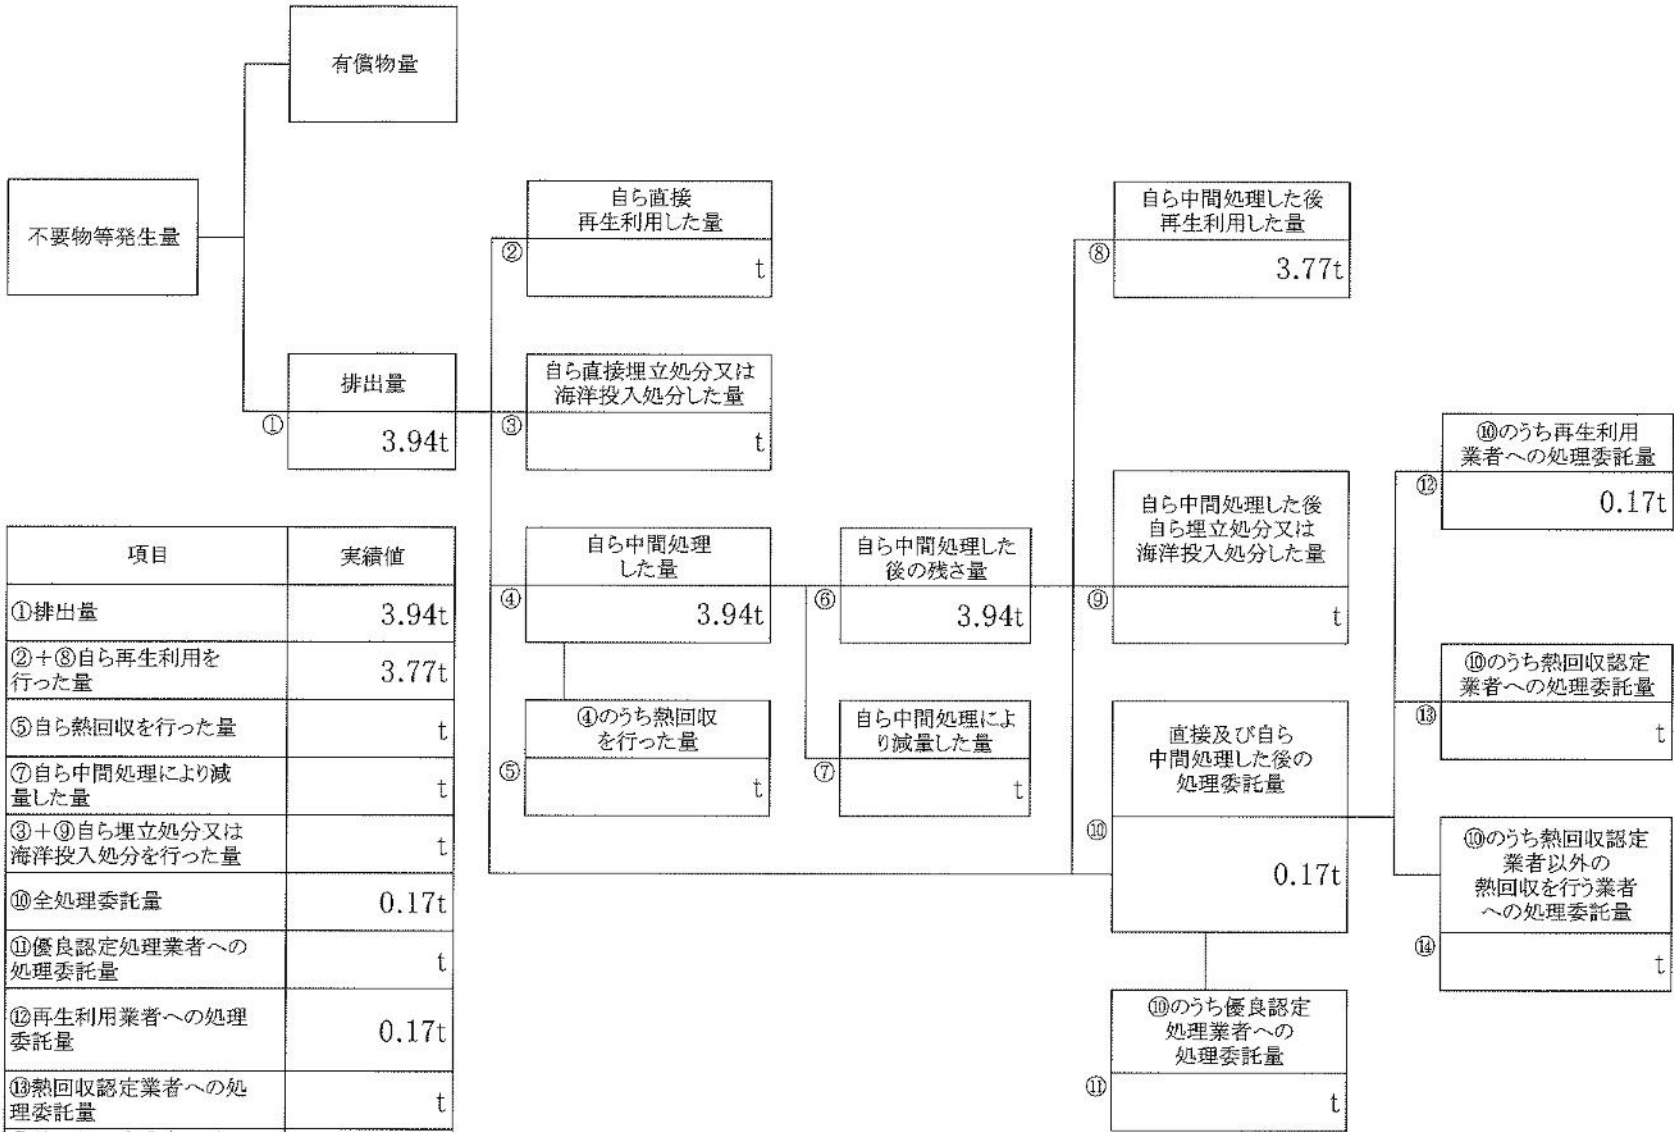 有償物量
不要物等発生量
排出量
①
3.94t
自ら直接
再生利用した量
②
t
自ら直接埋立処分又は
海洋投入処分した量
③
t
自ら中間処理
した量
④
3.94t
④のうち熱回収
を行った量
⑤
t
自ら中間処理した
後の残さ量
⑥
3.94t
自ら中間処理によ
り減量した量
⑦
t
自ら中間処理した後
再生利用した量
⑧
3.77t
自ら中間処理した後
自ら埋立処分又は
海洋投入処分した量
⑨
t
直接及び自ら
中間処理した後の
処理委託量
⑩
0.17t
⑩のうち優良認定
処理業者への
処理委託量
⑪
t
⑩のうち再生利用
業者への処理委託量
⑫
0.17t
⑩のうち熱回収認定
業者への処理委託量
⑬
t
⑩のうち熱回収認定
業者以外の
熱回収を行う業者
への処理委託量
⑭
t
項目 実績値
①排出量 3.94t
②+⑧自ら再生利用を
行った量 3.77t
⑤自ら熱回収を行った量 t
⑦自ら中間処理により減
量した量 t
③+⑨自ら埋立処分又は
海洋投入処分を行った量 t
⑩全処理委託量 0.17t
⑪優良認定処理業者への
処理委託量 t
⑫再生利用業者への処理
委託量 0.17t
⑬熱回収認定業者への処
理委託量 t